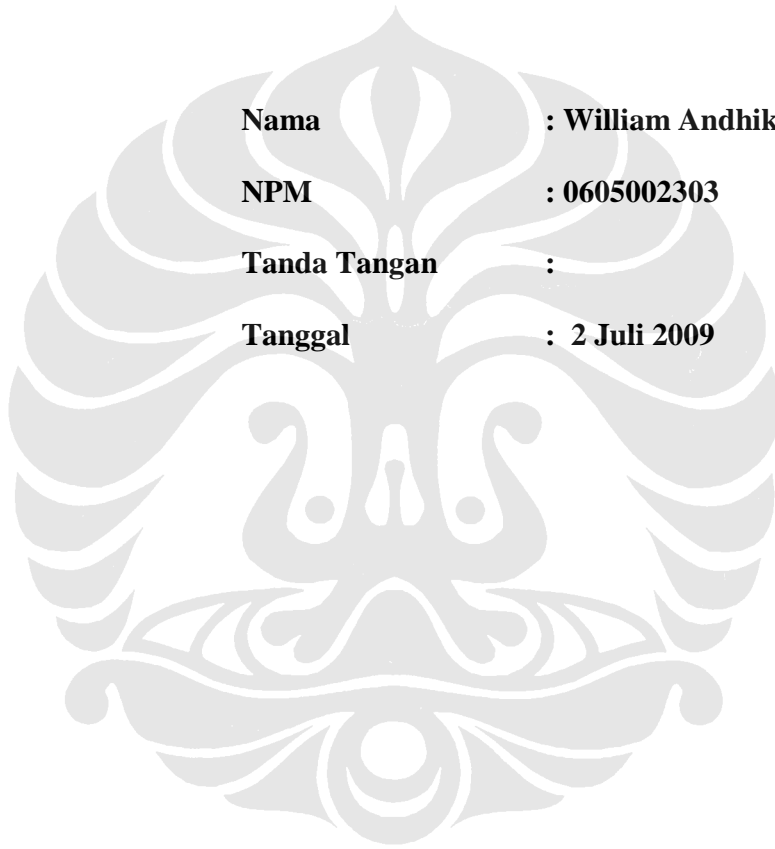 Nama : William Andhik
NPM : 0605002303
Tanda Tangan :
Tanggal : 2 Juli 2009